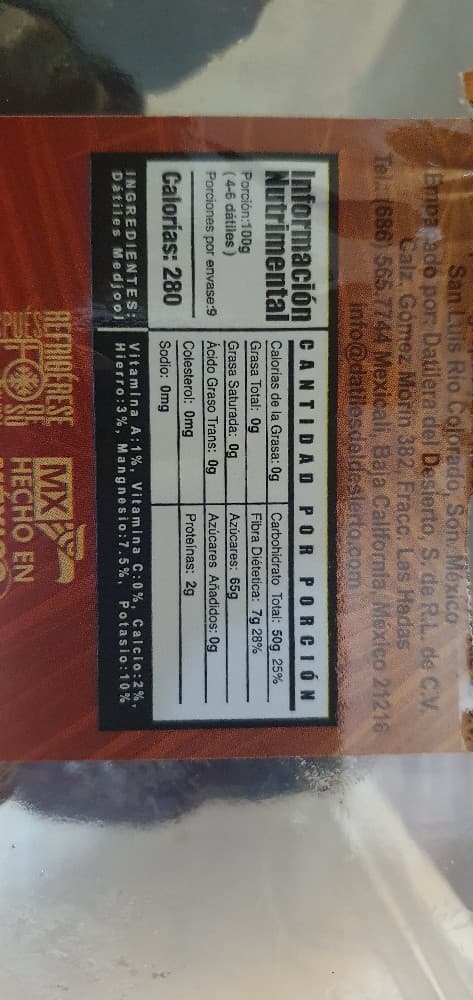 San Luis Río Colorado, Son. México
Empacado por: Datilera del Desierto S. de R.L. de C.V.
Calz. Gómez Morín 382, Fracc. Las Hadas
Tel.: (686) 565-7744 Mexicali, Baja California, México 21216
Información
Nutrimental
Porción:100g
(4-6 dátiles)
Porciones por envase:9
Calorías: 280
CANTIDAD POR PORCIÓN
Calorías de la Grasa: 0g
Grasa Total: 0g
Grasa Saturada: 0g
Ácido Graso Trans: 0g
Colesterol: 0mg
Sodio: 0mg
Carbohidrato Total: 50g 25%
Fibra Diétetica: 7g 28%
Azúcares: 65g
Azúcares Añadidos: 0g
Proteínas: 2g
INGREDIENTES:
Dátiles Medjool
Vitamina A:1%, Vitamina C:0%, Calcio:2%,
Hierro:3%, Mangnesio:7.5%, Potasio:10%
REFRIGÉRESE
MX
HECHO EN